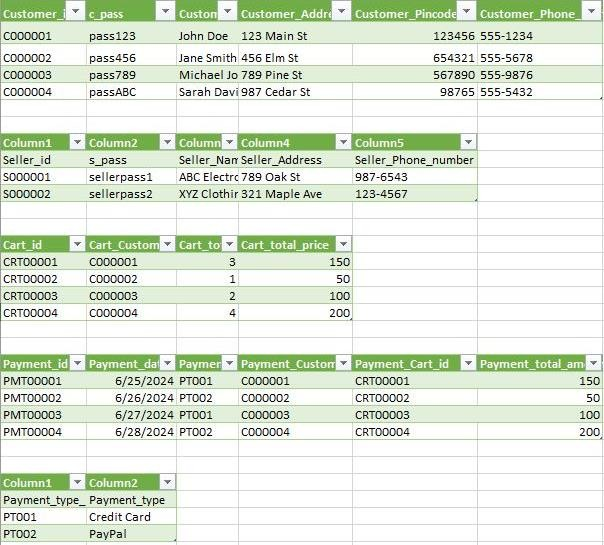 Customer_i c_pass Custom Customer_Addre Customer_Pincode Customer_Phone_
C000001 pass123 John Doe 123 Main St 123456 555-1234
C000002 pass456 Jane Smith 456 Elm St 654321 555-5678
C000003 pass789 Michael Jo 789 Pine St 567890 555-9876
C000004 passABC Sarah Davi 987 Cedar St 98765 555-5432
Column1 Column2 Column Column4 Column5
Seller_id s_pass Seller_Nam Seller_Address Seller_Phone_number
S000001 sellerpass1 ABC Electro 789 Oak St 987-6543
S000002 sellerpass2 XYZ Clothin 321 Maple Ave 123-4567
Cart_id Cart_Custom Cart_to Cart_total_price
CRT00001 C000001 3 150
CRT00002 C000002 1 50
CRT00003 C000003 2 100
CRT00004 C000004 4 200
Payment_id Payment_dat Paymen Payment_Custom Payment_Cart_id Payment_total_am
PMT00001 6/25/2024 PT001 C000001 CRT00001 150
PMT00002 6/26/2024 PT002 C000002 CRT00002 50
PMT00003 6/27/2024 PT001 C000003 CRT00003 100
PMT00004 6/28/2024 PT002 C000004 CRT00004 200
Column1 Column2
Payment_type_ Payment_type
PT001 Credit Card
PT002 PayPal